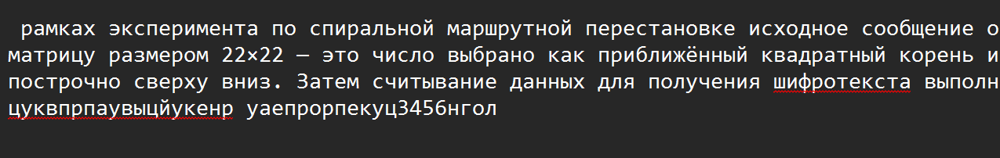 рамках эксперимента по спиральной маршрутной перестановке исходное сообщение о
матрицу размером 22×22 — это число выбрано как приближённый квадратный корень и
построчно сверху вниз. Затем считывание данных для получения шифротекста выполн
цуквпрпаувыцйукенр уаепрорпекуц3456нгол